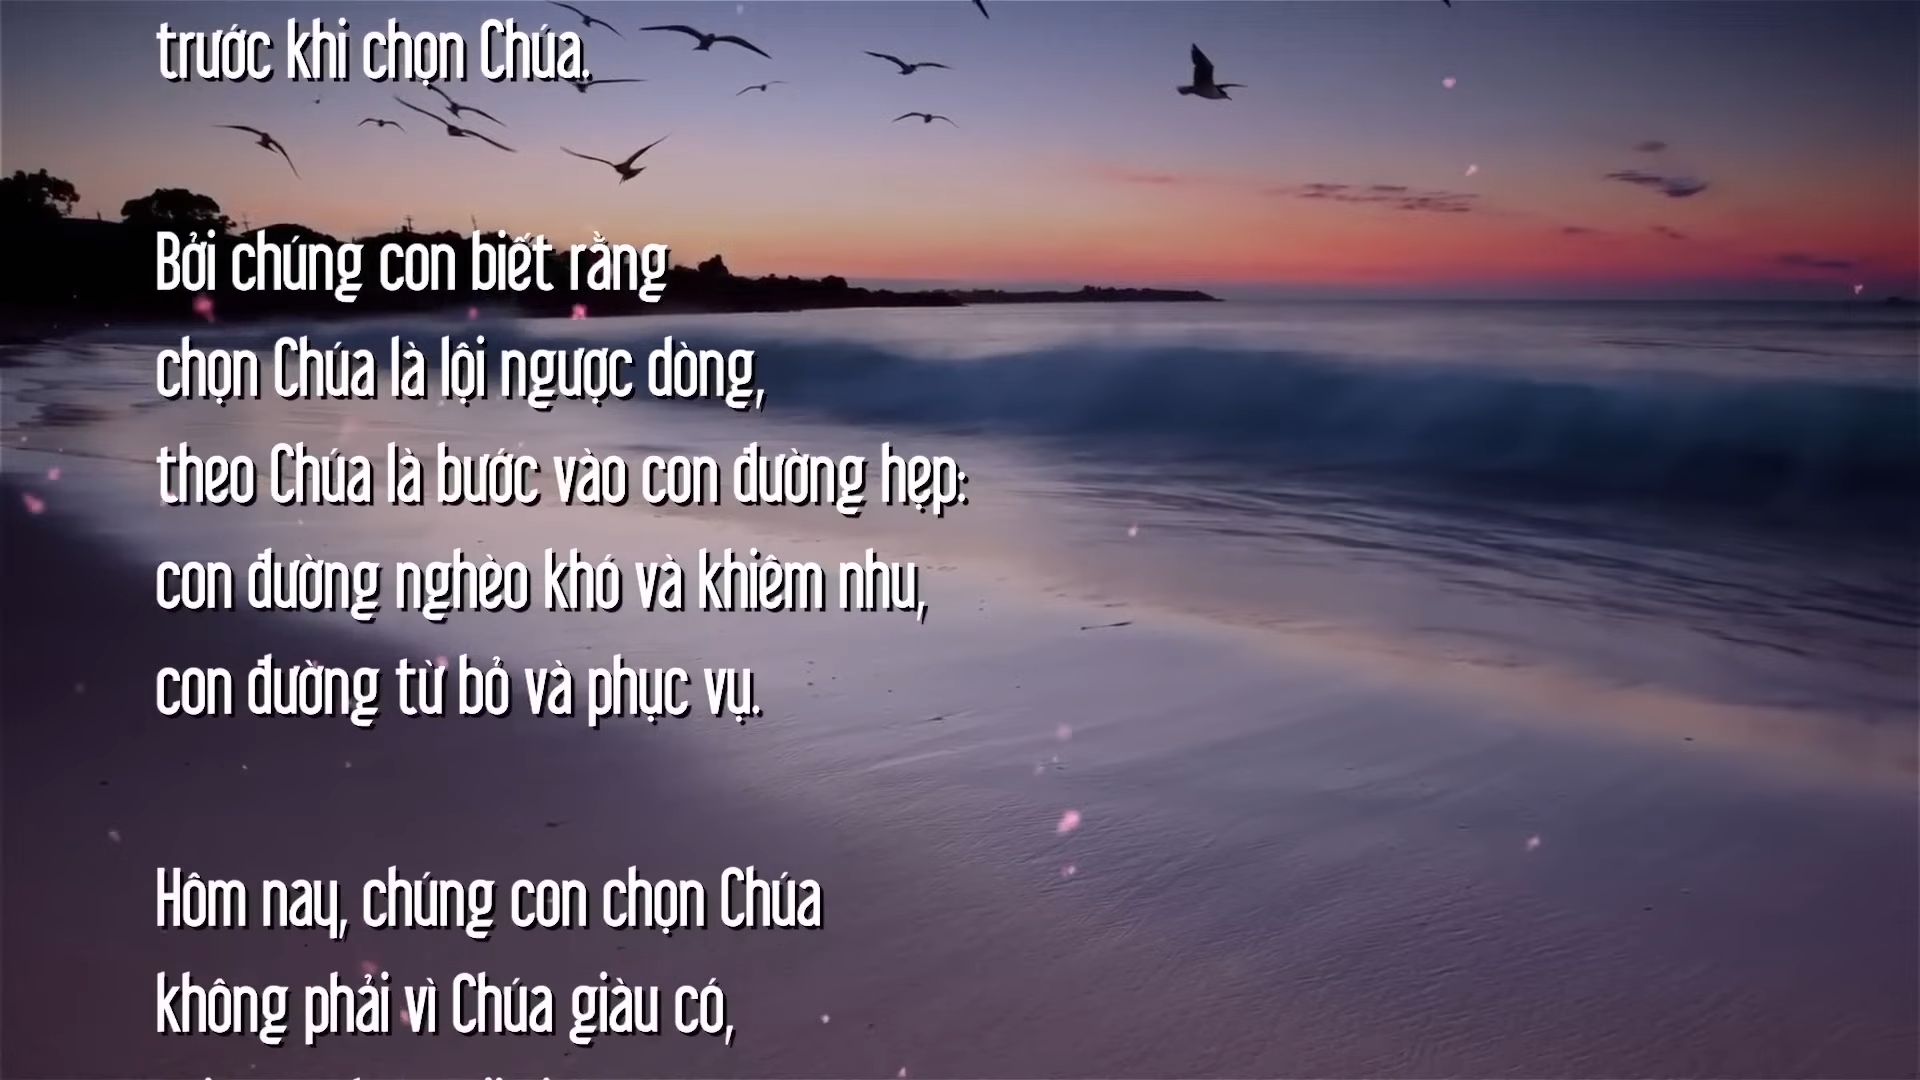 trước khi chọn Chúa.
Bởi chúng con biết rằng
chọn Chúa là lội ngược dòng,
theo Chúa là bước vào con đường hẹp:
con đường nghèo khó và khiêm nhu,
con đường từ bỏ và phục vụ.
Hôm nay, chúng con chọn Chúa
không phải vì Chúa giàu có,